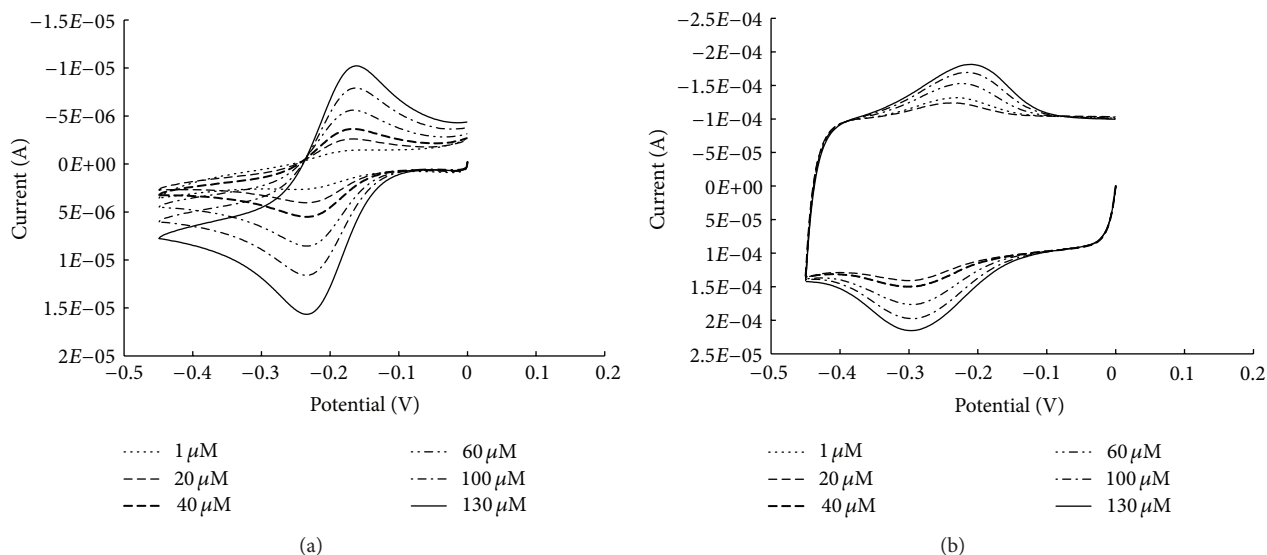 −1.5E−05
−1E−05
−5E−06
0E+00
5E−06
1E−05
1.5E−05
2E−05
Current (A)
−0.5 −0.4 −0.3 −0.2 −0.1 0 0.1 0.2
Potential (V)
1 μM
20 μM
40 μM
60 μM
100 μM
130 μM
(a)
−2.5E−04
−2E−04
−1.5E−04
−1E−04
−5E−05
0E+00
5E−05
1E−04
1.5E−04
2E−04
2.5E−05
Current (A)
−0.5 −0.4 −0.3 −0.2 −0.1 0 0.1 0.2
Potential (V)
1 μM
20 μM
40 μM
60 μM
100 μM
130 μM
(b)